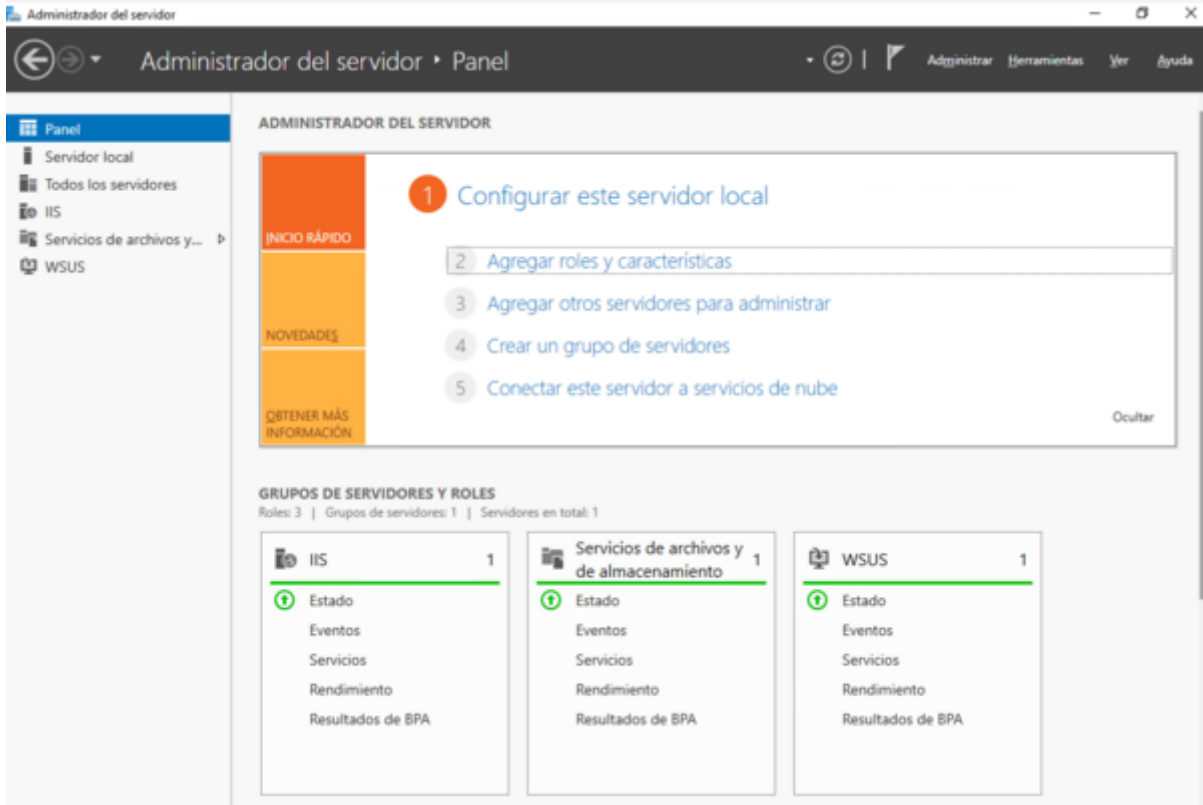 Administrador del servidor
Administrador del servidor ‣ Panel
Administrar Herramientas Ver Ayuda
Panel
Servidor local
Todos los servidores
IIS
Servicios de archivos y...
WSUS
ADMINISTRADOR DEL SERVIDOR
INICIO RÁPIDO
NOVEDADES
OBTENER MÁS
INFORMACIÓN
1 Configurar este servidor local
2 Agregar roles y características
3 Agregar otros servidores para administrar
4 Crear un grupo de servidores
5 Conectar este servidor a servicios de nube
Ocultar
GRUPOS DE SERVIDORES Y ROLES
Roles: 3 | Grupos de servidores: 1 | Servidores en total: 1
IIS 1
Estado
Eventos
Servicios
Rendimiento
Resultados de BPA
Servicios de archivos y
de almacenamiento 1
Estado
Eventos
Servicios
Rendimiento
Resultados de BPA
WSUS 1
Estado
Eventos
Servicios
Rendimiento
Resultados de BPA